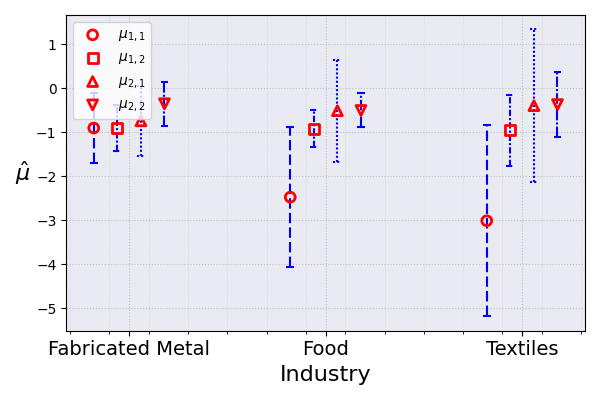 μ₁,₁
μ₁,₂
μ₂,₁
μ₂,₂
1
0
−1
−2
−3
−4
−5
μ̂
Fabricated Metal Food Textiles
Industry